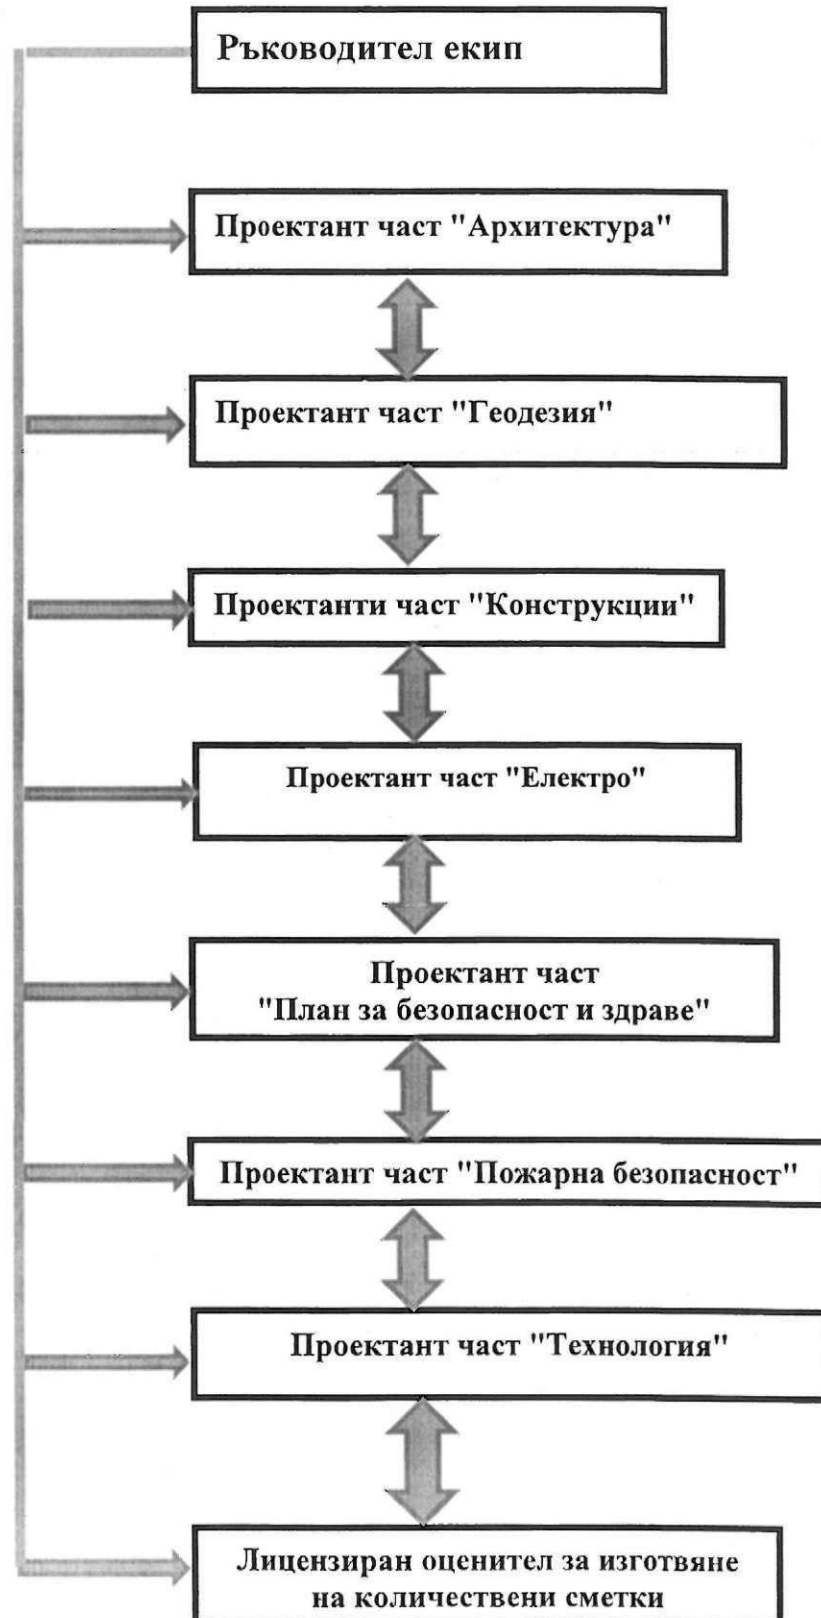 Ръководител екип
Проектант част "Архитектура"
Проектант част "Геодезия"
Проектанти част "Конструкции"
Проектант част "Електро"
Проектант част
"План за безопасност и здраве"
Проектант част "Пожарна безопасност"
Проектант част "Технология"
Лицензиран оценител за изготвяне
на количествени сметки